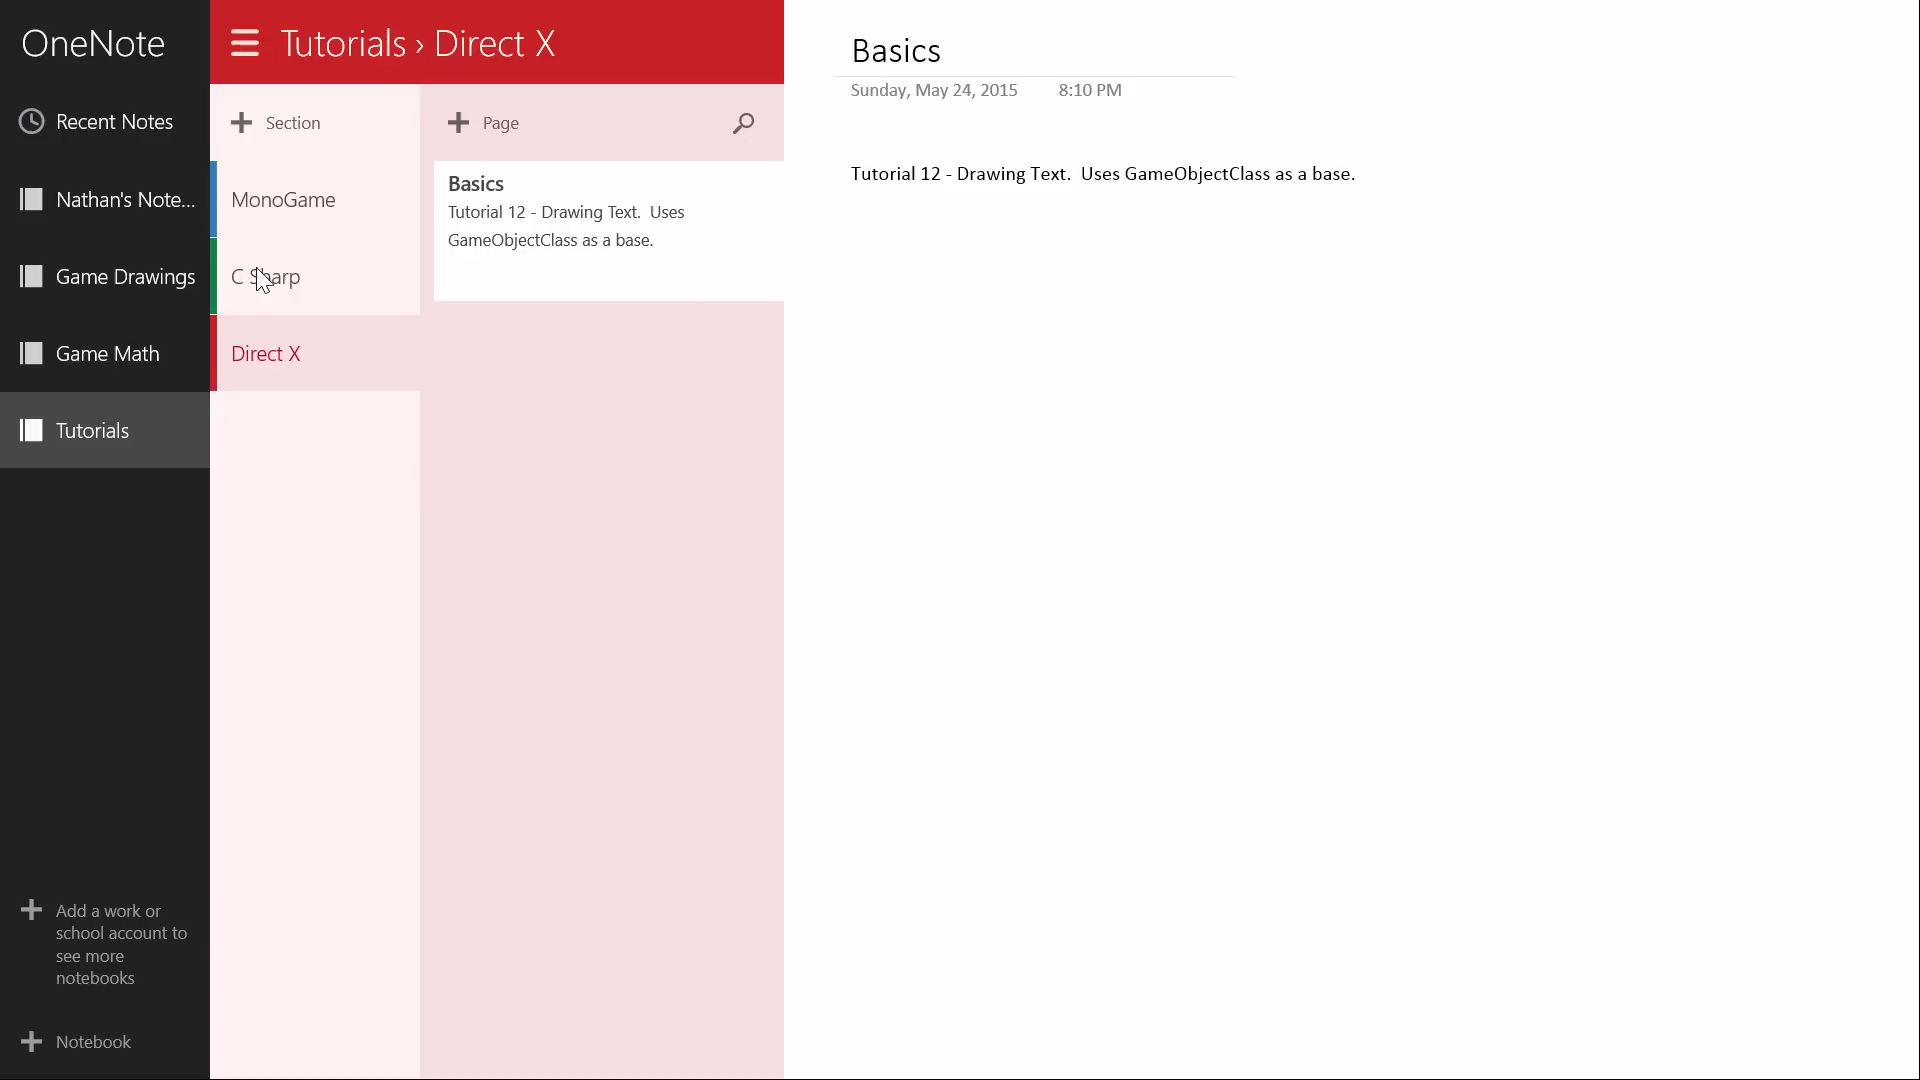 OneNote
Recent Notes
Nathan's Note...
Game Drawings
Game Math
Tutorials
Add a work or
school account to
see more
notebooks
Notebook
Tutorials › Direct X
Section
MonoGame
C Sharp
Direct X
Page
Basics
Tutorial 12 - Drawing Text.  Uses
GameObjectClass as a base.
Basics
Sunday, May 24, 2015 8:10 PM
Tutorial 12 - Drawing Text.  Uses GameObjectClass as a base.